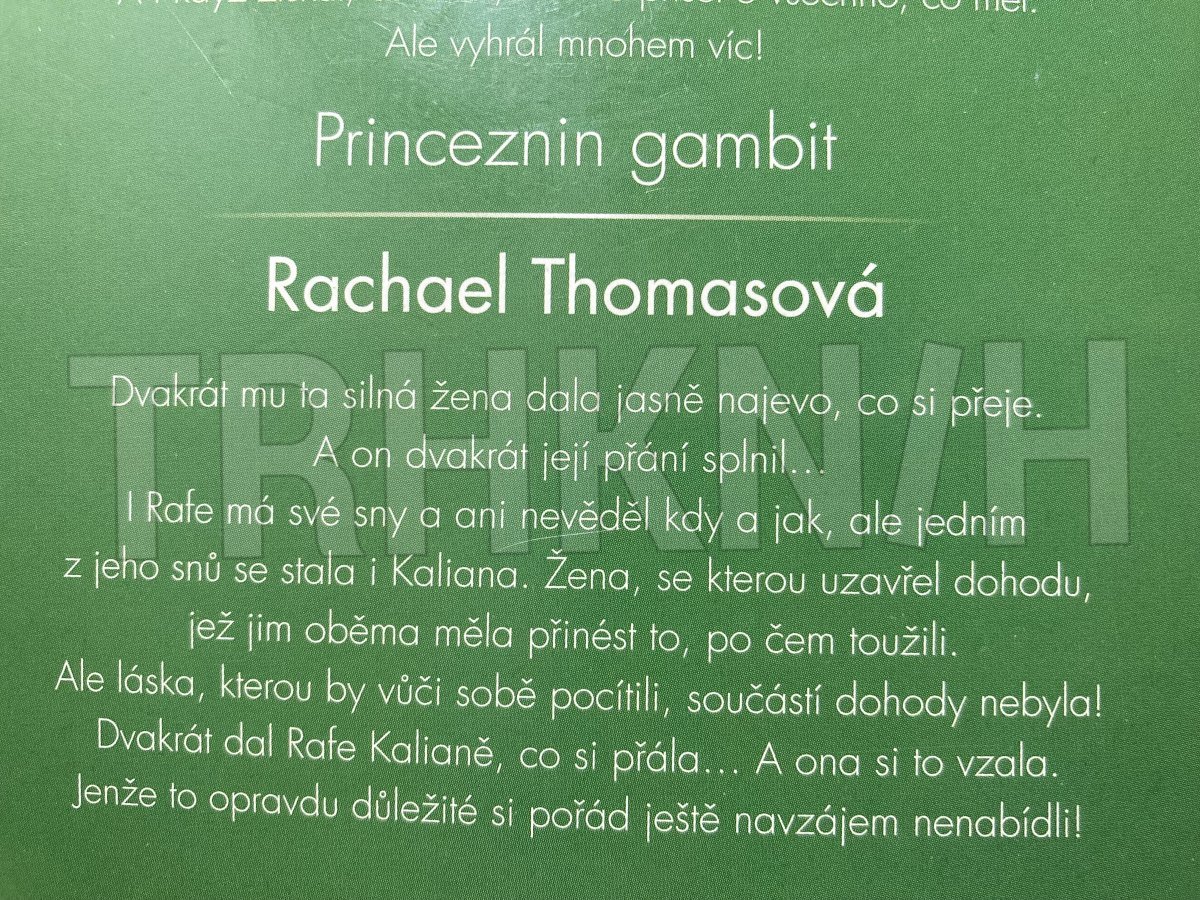 všechno, co měl.
Ale vyhrál mnohem víc!
Princeznin gambit
Rachael Thomasová
TRHKN/H
Dvakrát mu ta silná žena dala jasně najevo, co si přeje.
A on dvakrát její přání splnil...
I Rafe má své sny a ani nevěděl kdy a jak, ale jedním
z jeho snů se stala i Kaliana. Žena, se kterou uzavřel dohodu,
jež jim oběma měla přinést to, po čem toužili.
Ale láska, kterou by vůči sobě pocítili, součástí dohody nebyla!
Dvakrát dal Rafe Kalianě, co si přála... A ona si to vzala.
Jenže to opravdu důležité si pořád ještě navzájem nenabídli!